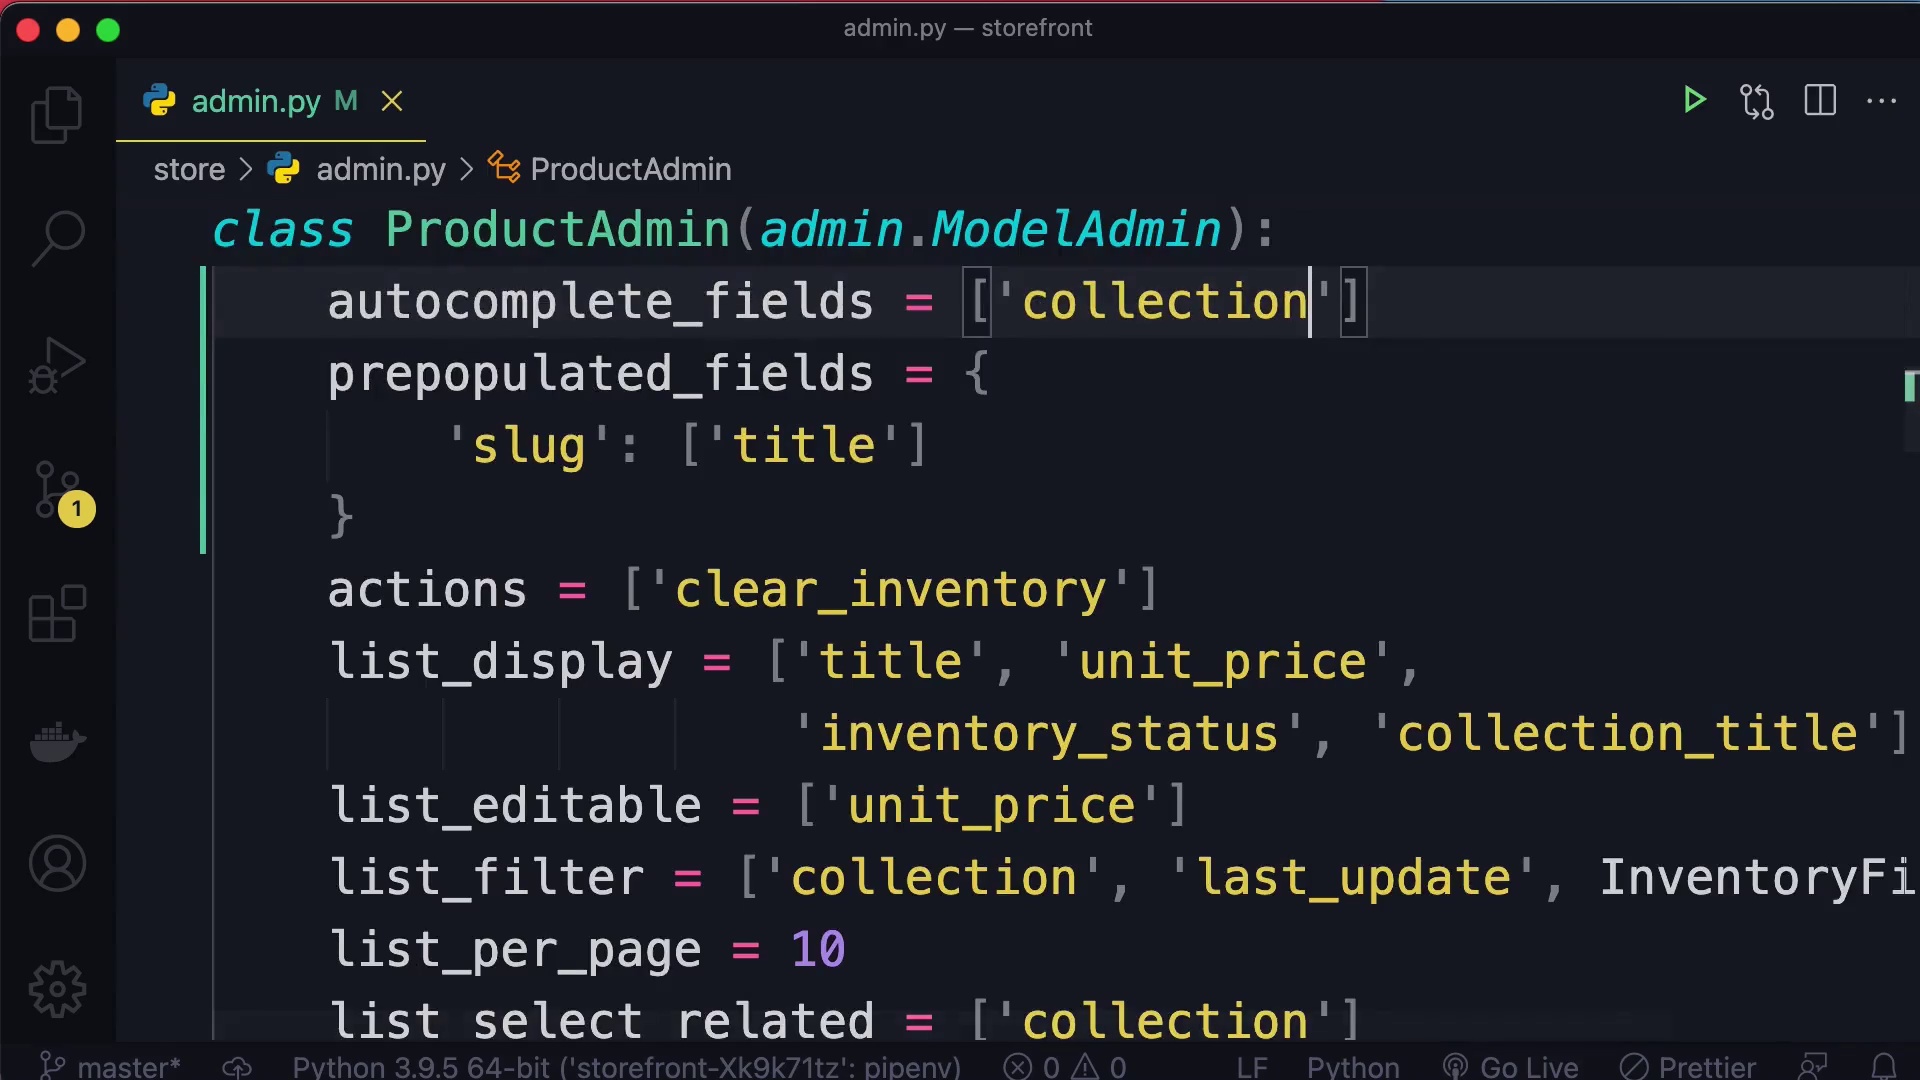 admin.py — storefront
admin.py M
store > admin.py > ProductAdmin
class ProductAdmin(admin.ModelAdmin):
autocomplete_fields = ['collection']
prepopulated_fields = {
'slug': ['title']
}
actions = ['clear_inventory']
list_display = ['title', 'unit_price',
'inventory_status', 'collection_title']
list_editable = ['unit_price']
list_filter = ['collection', 'last_update', InventoryFi
list_per_page = 10
list_select_related = ['collection']
1
master* Python 3.9.5 64-bit ('storefront-Xk9k71tz': pipenv) 0 0 LF Python Go Live Prettier